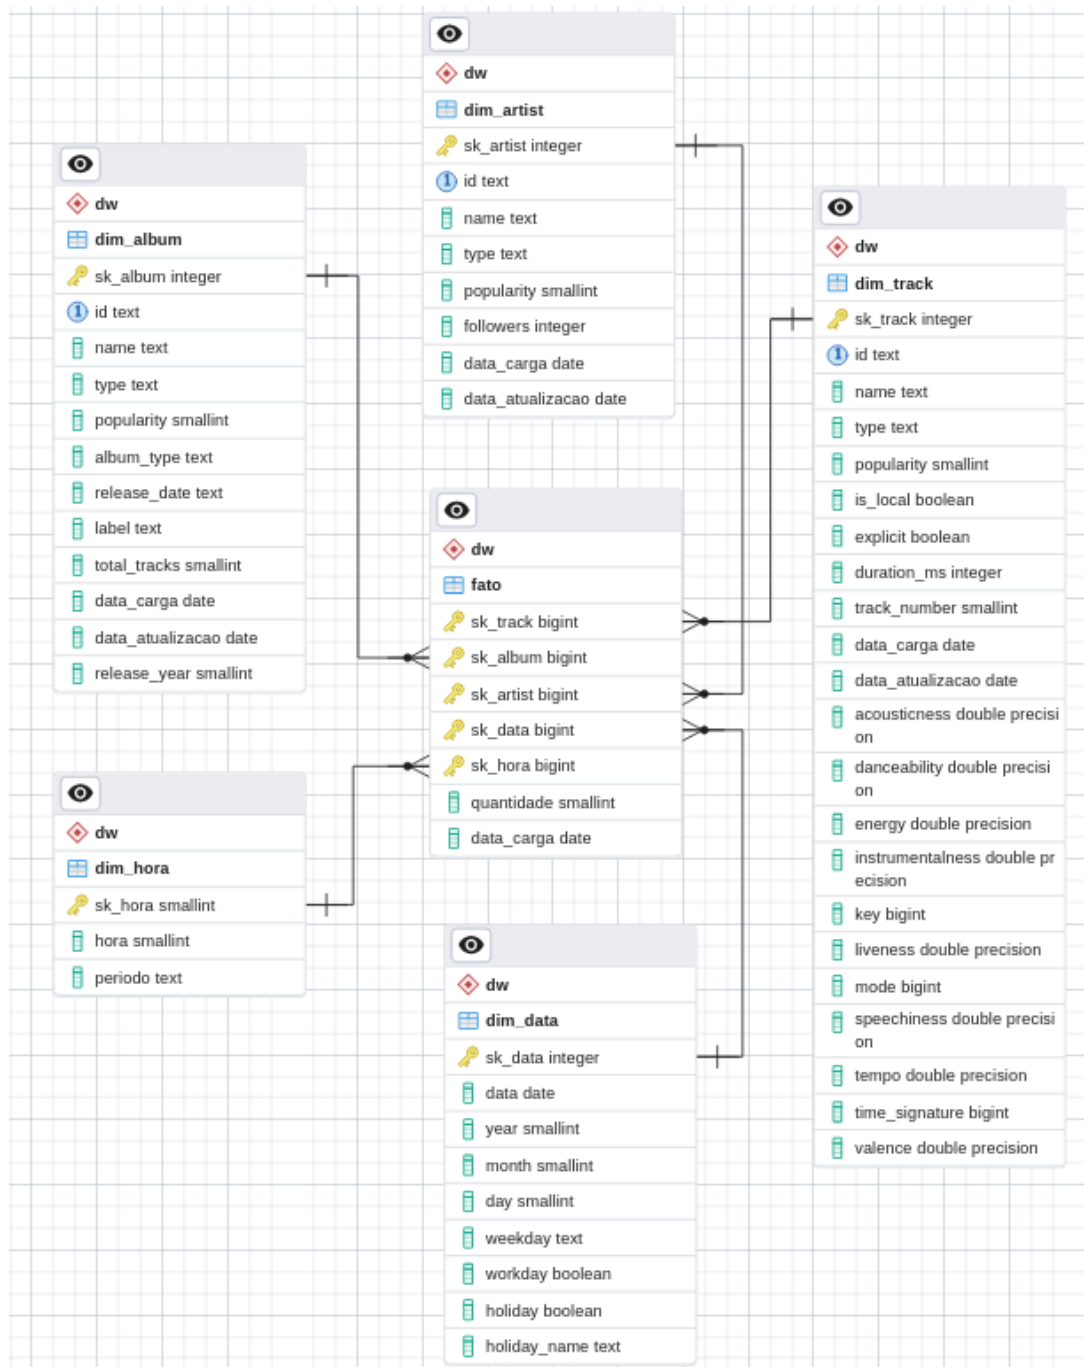 dw
dim_artist
sk_artist integer
1 id text
name text
type text
popularity smallint
followers integer
data_carga date
data_atualizacao date
dw
dim_album
sk_album integer
1 id text
name text
type text
popularity smallint
album_type text
release_date text
label text
total_tracks smallint
data_carga date
data_atualizacao date
release_year smallint
dw
dim_track
sk_track integer
1 id text
name text
type text
popularity smallint
is_local boolean
explicit boolean
duration_ms integer
track_number smallint
data_carga date
data_atualizacao date
acousticness double precisi
on
danceability double precisi
on
energy double precision
instrumentalness double pr
ecision
key bigint
liveness double precision
mode bigint
speechiness double precisi
on
tempo double precision
time_signature bigint
valence double precision
dw
fato
sk_track bigint
sk_album bigint
sk_artist bigint
sk_data bigint
sk_hora bigint
quantidade smallint
data_carga date
dw
dim_hora
sk_hora smallint
hora smallint
periodo text
dw
dim_data
sk_data integer
data date
year smallint
month smallint
day smallint
weekday text
workday boolean
holiday boolean
holiday_name text